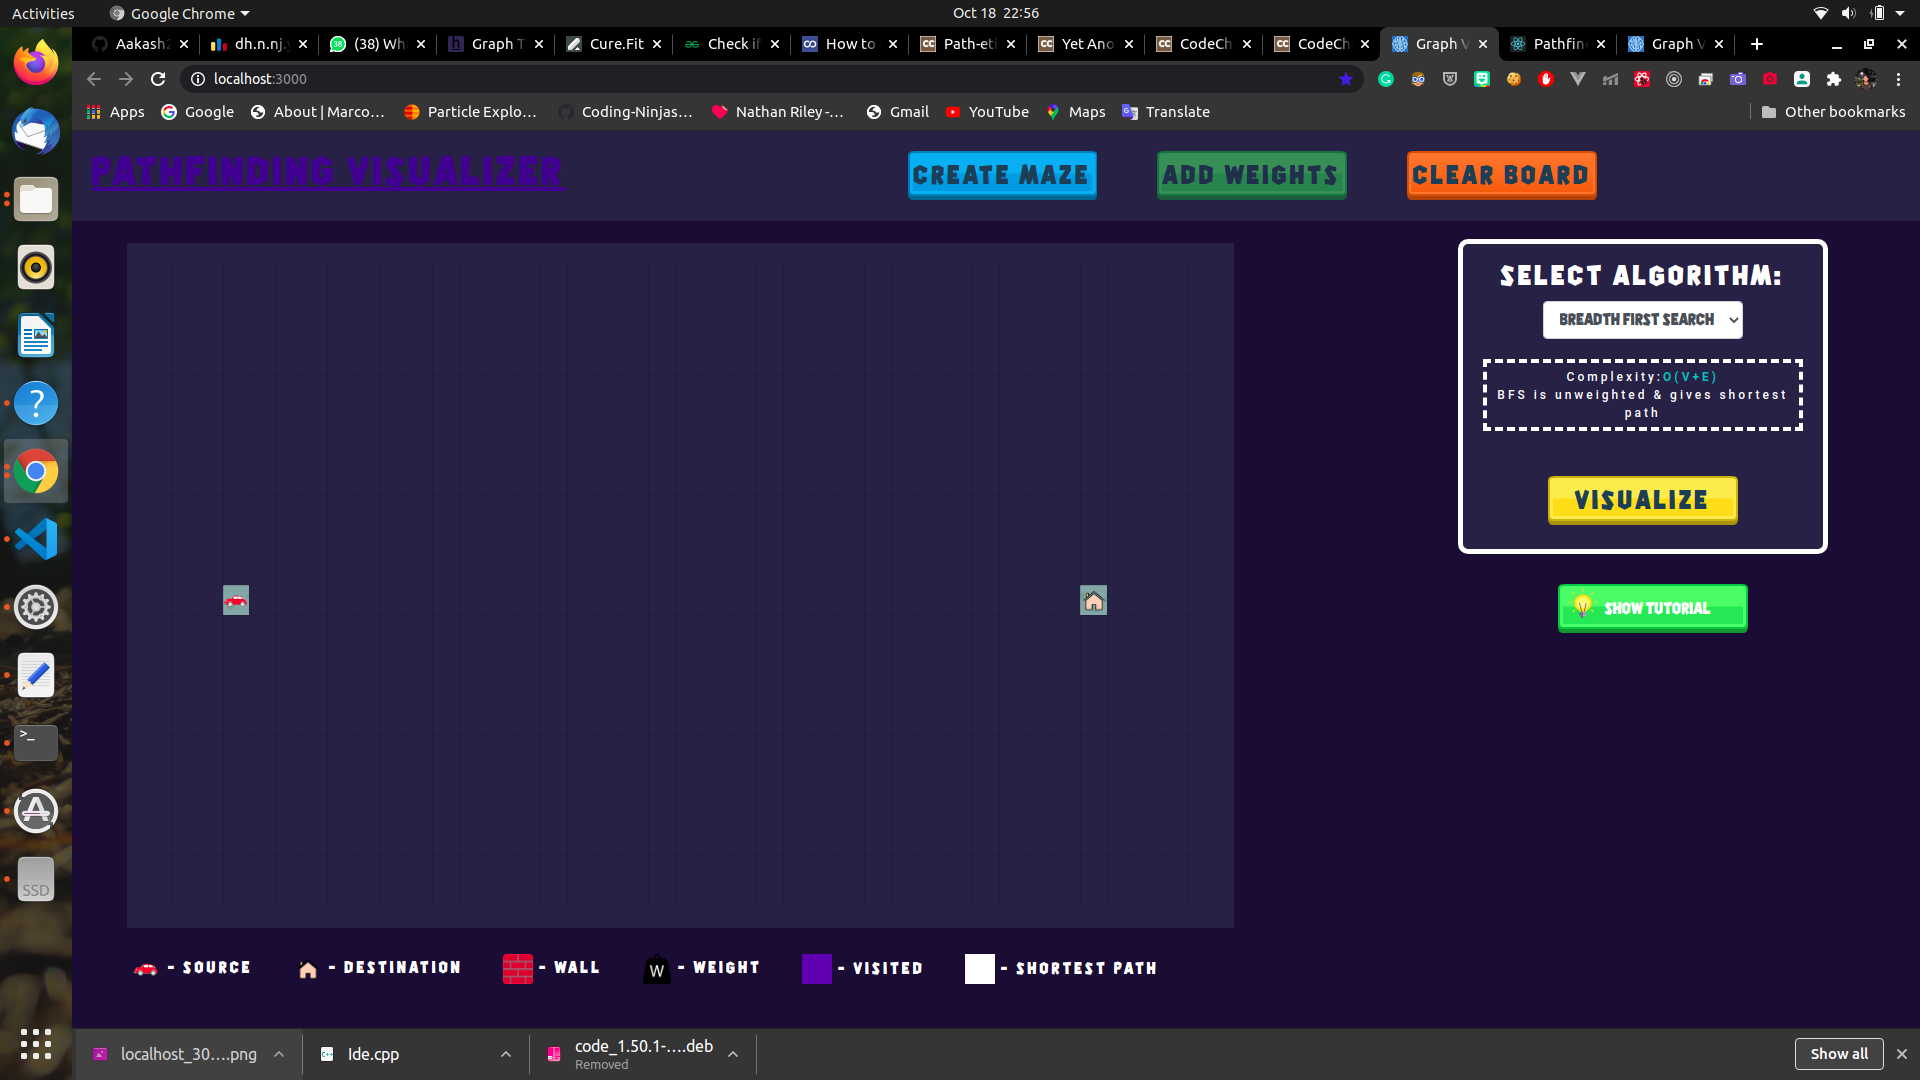 Activities
Google Chrome
Oct 18 22:56
Aakash
dh.n.nj.
(38) Wh
Graph T
Cure.Fit
Check if
How to
Path-eti
Yet Ano
CodeCh
CodeCh
Graph V
Pathfin
Graph V
localhost:3000
Apps
Google
About | Marco...
Particle Explo...
Coding-Ninjas...
Nathan Riley -...
Gmail
YouTube
Maps
Translate
Other bookmarks
PATHFINDING VISUALIZER
CREATE MAZE
ADD WEIGHTS
CLEAR BOARD
SELECT ALGORITHM:
BREADTH FIRST SEARCH
Complexity:O(V+E)
BFS is unweighted & gives shortest
path
VISUALIZE
SHOW TUTORIAL
SSD
- SOURCE
- DESTINATION
- WALL
W - WEIGHT
- VISITED
- SHORTEST PATH
localhost_30....png
Ide.cpp
code_1.50.1-....deb
Removed
Show all